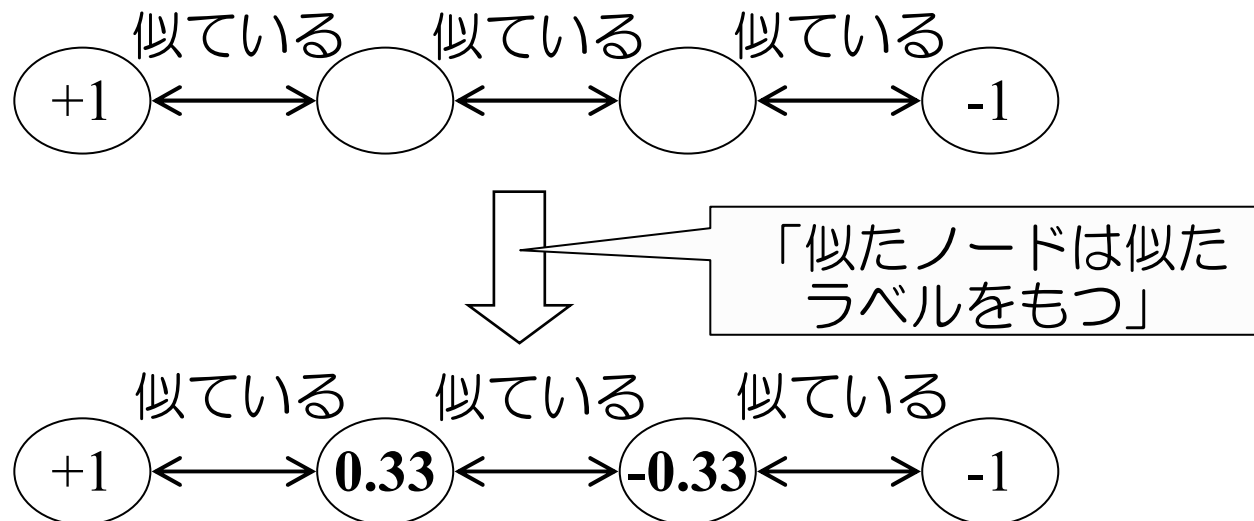 似ている 似ている 似ている
+1 -1
「似たノードは似た
ラベルをもつ」
似ている 似ている 似ている
+1 0.33 -0.33 -1